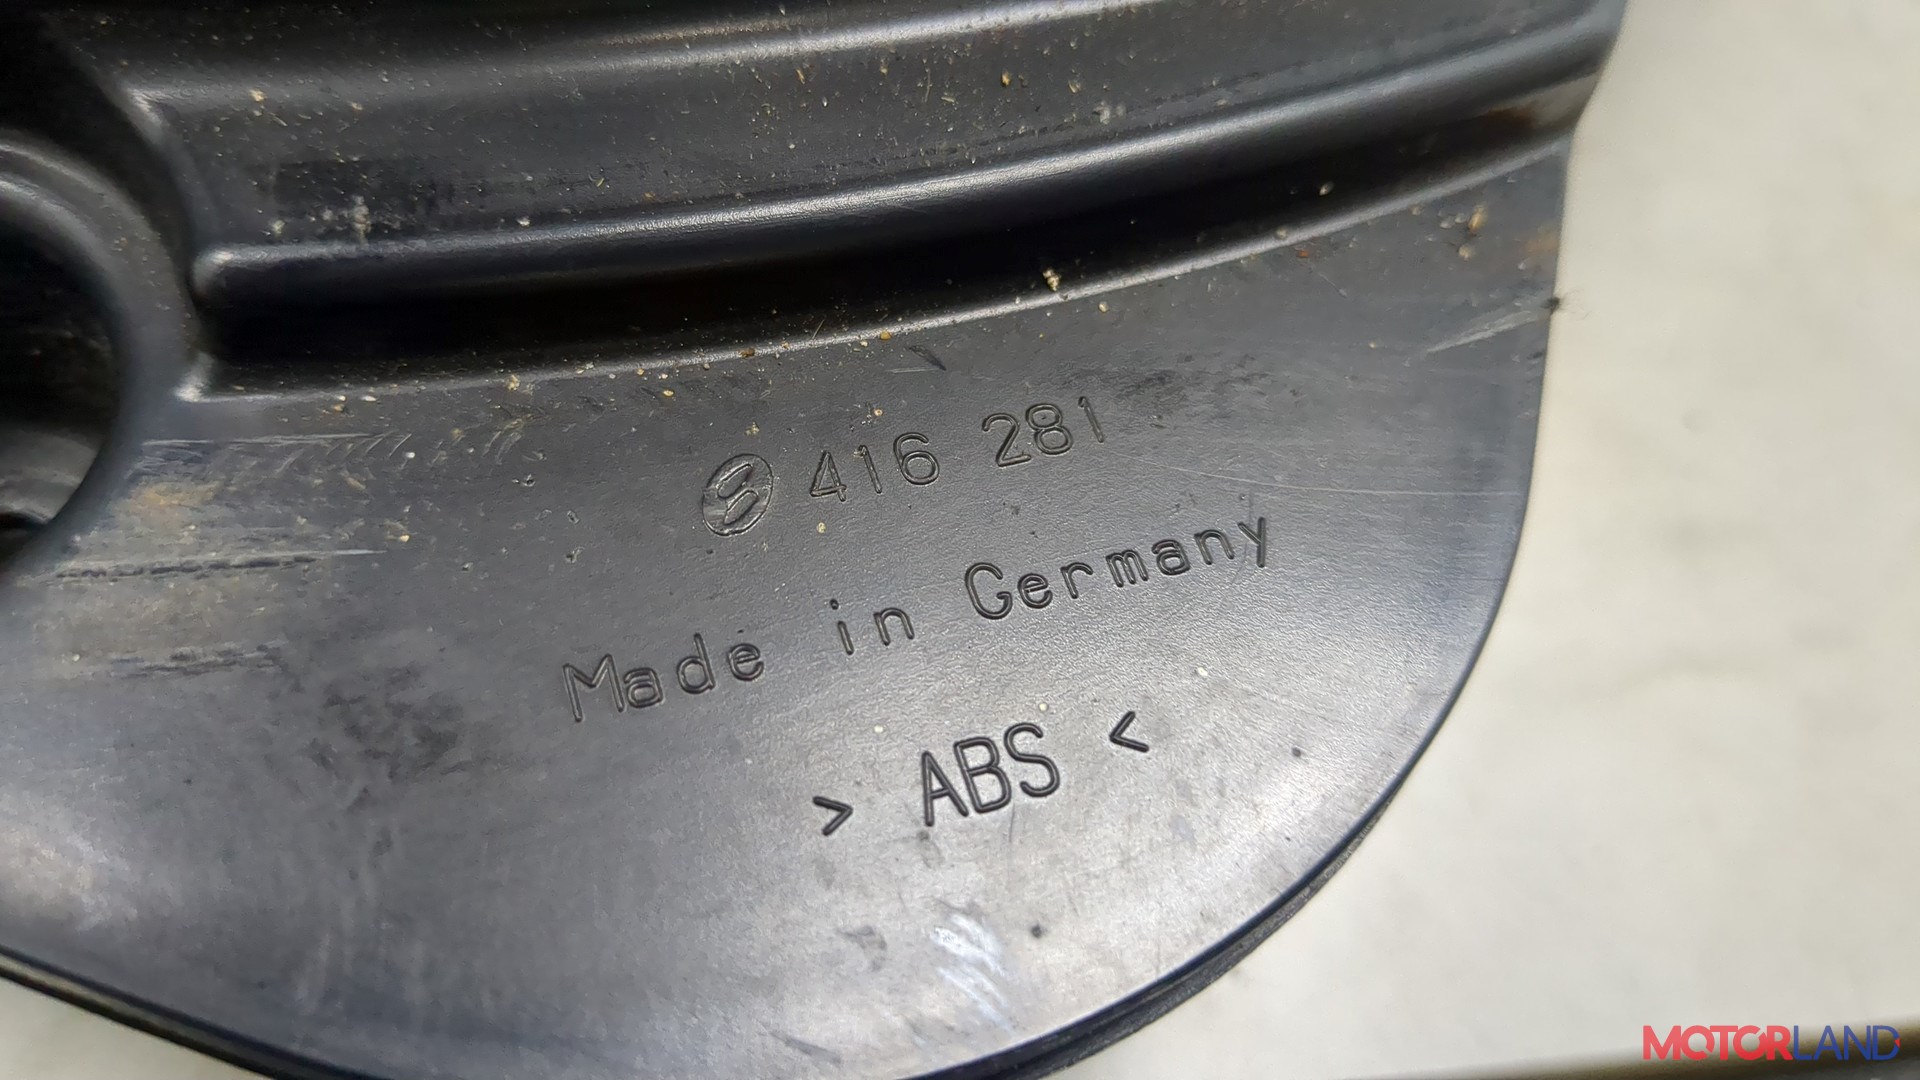 416 281
Made in Germany
> ABS <
MOTORLAND